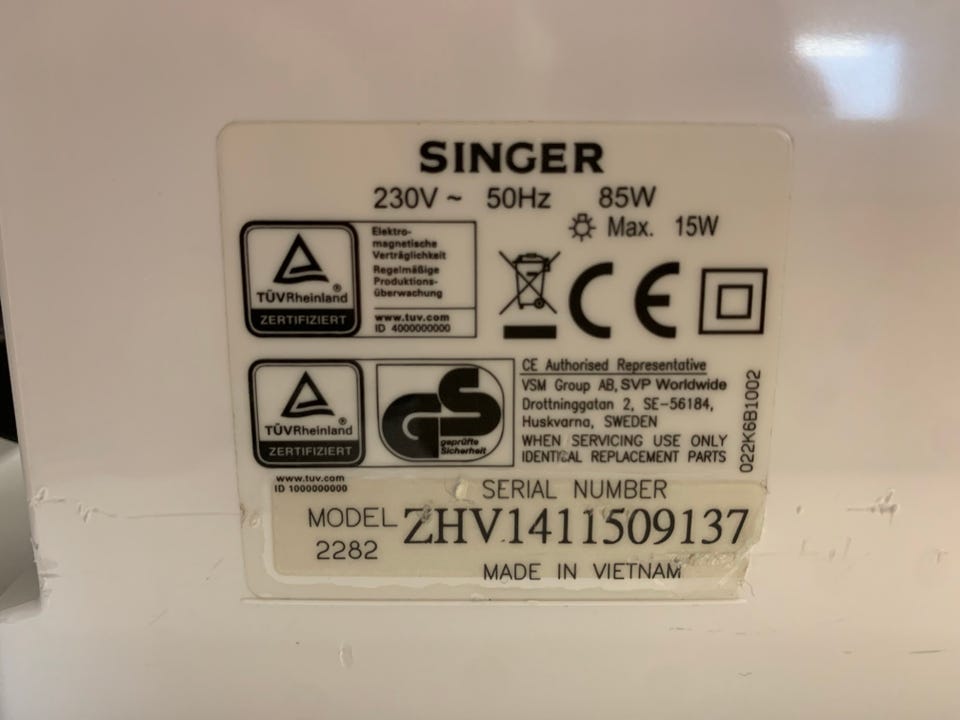 SINGER
230V ~ 50Hz 85W
Max. 15W
TÜVRheinland ®
ZERTIFIZIERT
Elektro-
magnetische
Verträglichkeit
Regelmäßige
Produktions-
überwachung
www.tuv.com
ID 4000000000
CE
TÜVRheinland ®
ZERTIFIZIERT
www.tuv.com
ID 1000000000
GS
geprüfte
Sicherheit
CE Authorised Representative
VSM Group AB, SVP Worldwide
Drottninggatan 2, SE-56184,
Huskvarna, SWEDEN
WHEN SERVICING USE ONLY
IDENTICAL REPLACEMENT PARTS
022K6B1002
SERIAL NUMBER
MODEL ZHV1411509137
2282
MADE IN VIETNAM